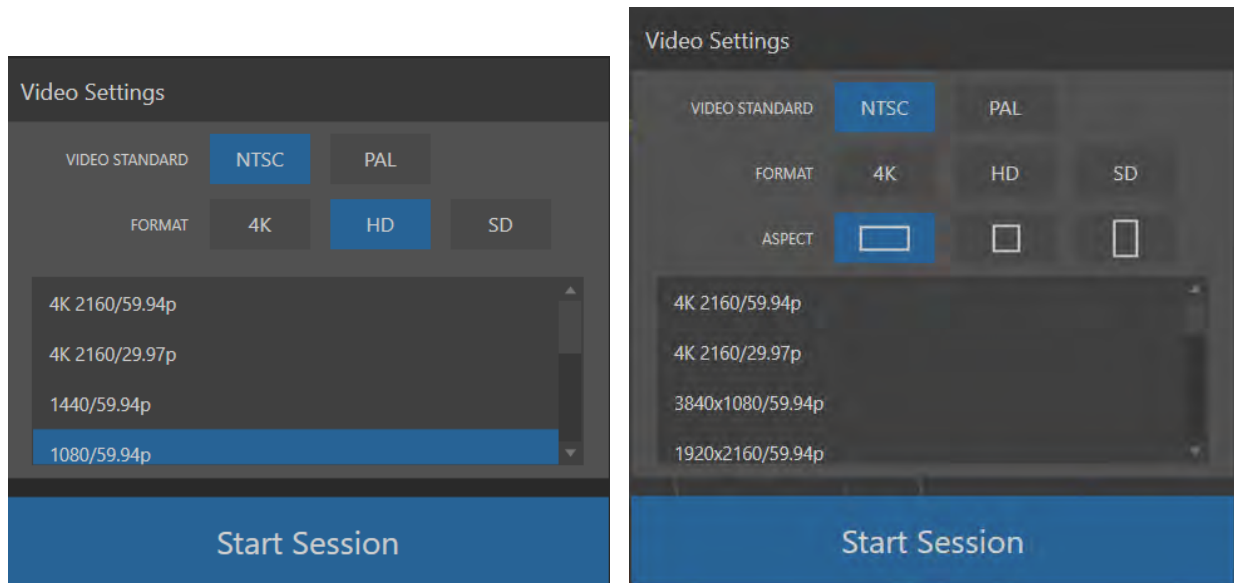 Video Settings
VIDEO STANDARD NTSC PAL
FORMAT 4K HD SD
4K 2160/59.94p
4K 2160/29.97p
1440/59.94p
1080/59.94p
Start Session
Video Settings
VIDEO STANDARD NTSC PAL
FORMAT 4K HD SD
ASPECT
4K 2160/59.94p
4K 2160/29.97p
3840x1080/59.94p
1920x2160/59.94p
Start Session